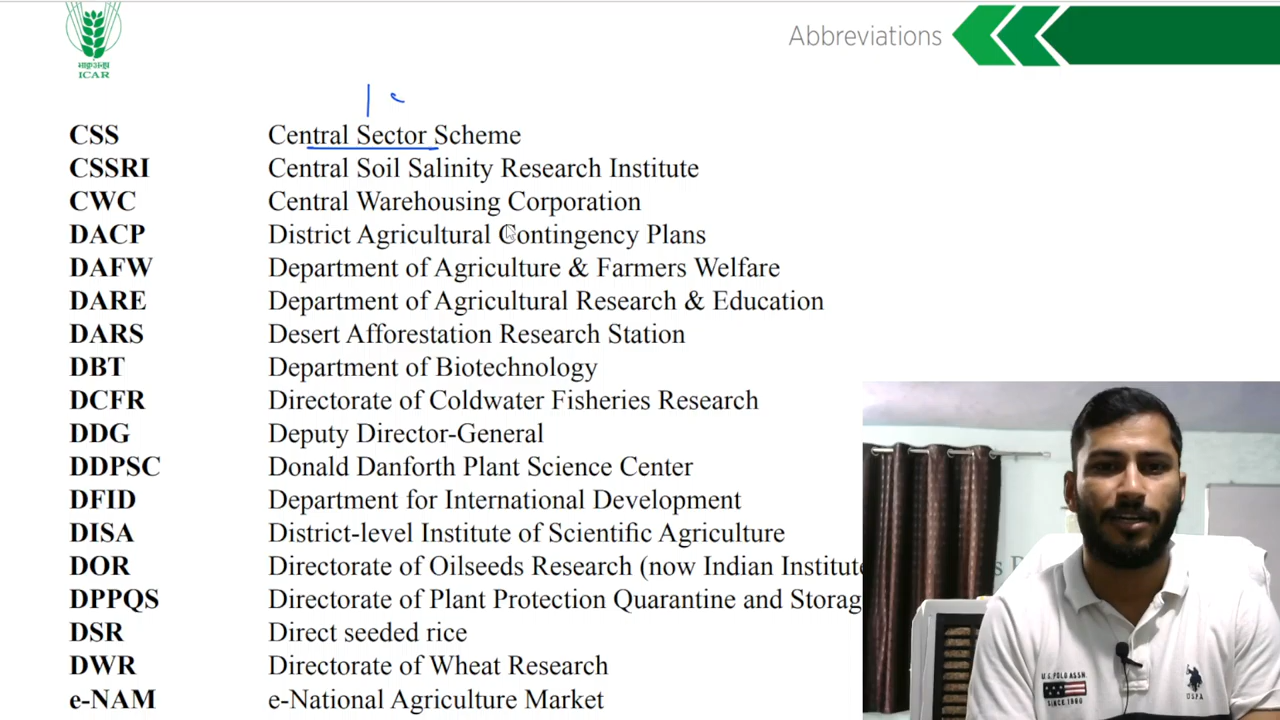 Abbreviations
ICAR
CSS Central Sector Scheme
CSSRI Central Soil Salinity Research Institute
CWC Central Warehousing Corporation
DACP District Agricultural Contingency Plans
DAFW Department of Agriculture & Farmers Welfare
DARE Department of Agricultural Research & Education
DARS Desert Afforestation Research Station
DBT Department of Biotechnology
DCFR Directorate of Coldwater Fisheries Research
DDG Deputy Director-General
DDPSC Donald Danforth Plant Science Center
DFID Department for International Development
DISA District-level Institute of Scientific Agriculture
DOR Directorate of Oilseeds Research (now Indian Institute
DPPQS Directorate of Plant Protection Quarantine and Storag
DSR Direct seeded rice
DWR Directorate of Wheat Research
e-NAM e-National Agriculture Market
U.S. POLO ASSN.
SINCE 1890
USPA